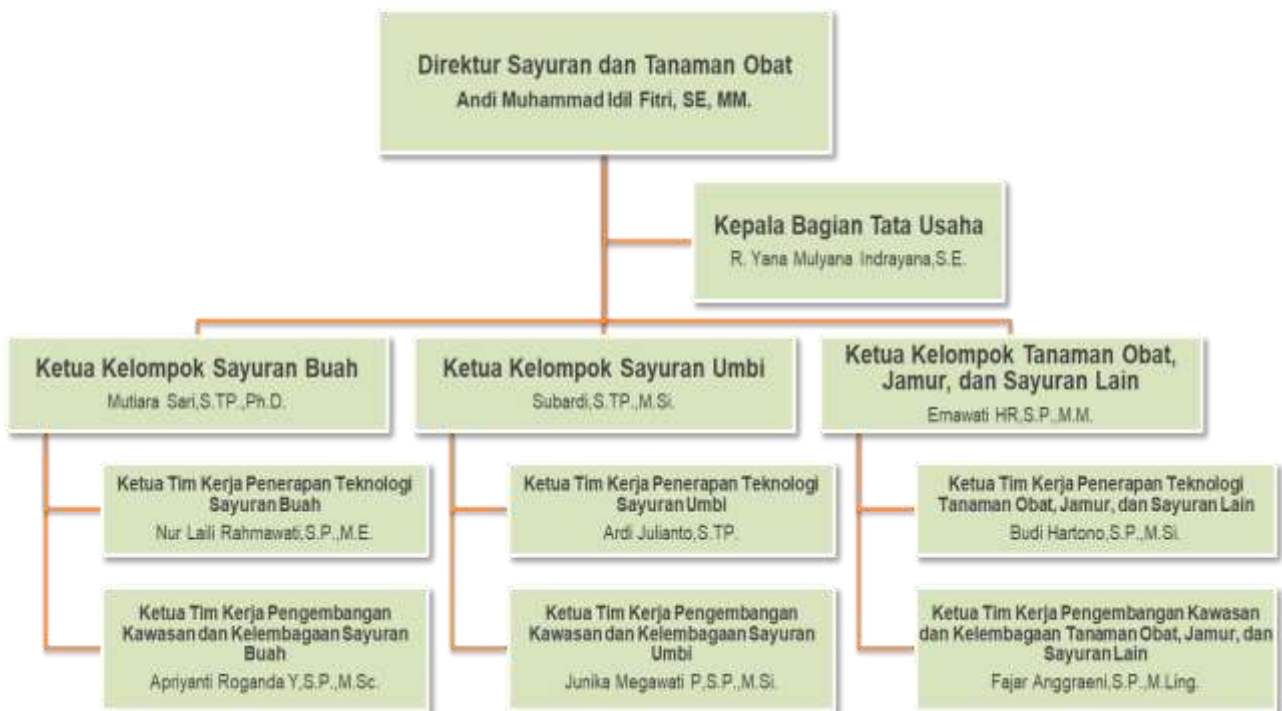 Direktur Sayuran dan Tanaman Obat
Andi Muhammad Idil Fitri, SE, MM.
Kepala Bagian Tata Usaha
R. Yana Mulyana Indrayana,S.E.
Ketua Kelompok Sayuran Buah
Mutiara Sari,S.TP.,Ph.D.
Ketua Kelompok Sayuran Umbi
Subardi,S.TP.,M.Si.
Ketua Kelompok Tanaman Obat,
Jamur, dan Sayuran Lain
Ernawati HR,S.P.,M.M.
Ketua Tim Kerja Penerapan Teknologi
Sayuran Buah
Nur Laili Rahmawati,S.P.,M.E.
Ketua Tim Kerja Pengembangan
Kawasan dan Kelembagaan Sayuran
Buah
Apriyanti Roganda Y,S.P.,M.Sc.
Ketua Tim Kerja Penerapan Teknologi
Sayuran Umbi
Ardi Julianto,S.TP.
Ketua Tim Kerja Pengembangan
Kawasan dan Kelembagaan Sayuran
Umbi
Junika Megawati P,S.P.,M.Si.
Ketua Tim Kerja Penerapan Teknologi
Tanaman Obat, Jamur, dan Sayuran Lain
Budi Hartono,S.P.,M.Si.
Ketua Tim Kerja Pengembangan Kawasan
dan Kelembagaan Tanaman Obat, Jamur, dan
Sayuran Lain
Fajar Anggraeni,S.P.,M.Ling.